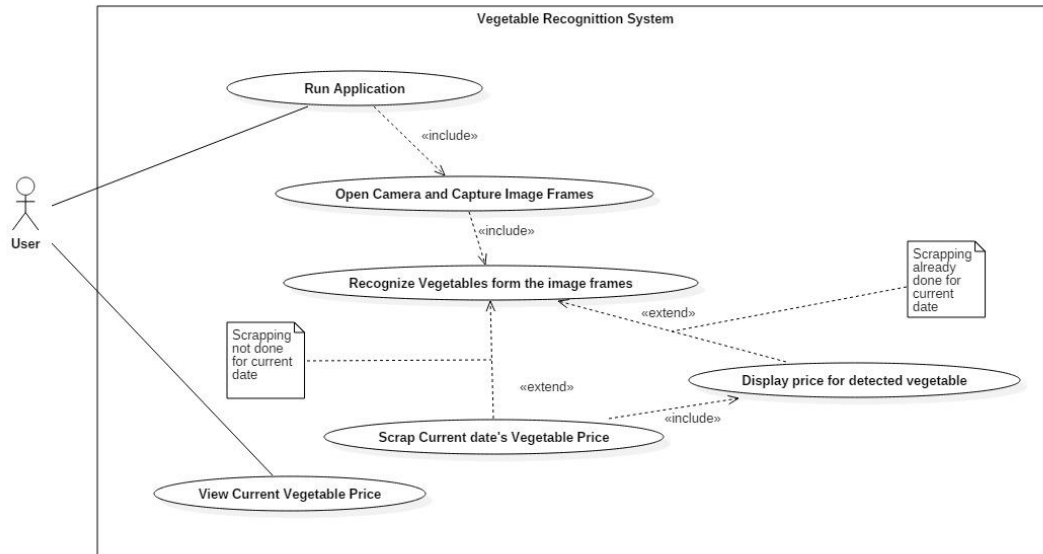 Vegetable Recognittion System
Run Application
«include»
Open Camera and Capture Image Frames
«include»
User
Recognize Vegetables form the image frames
Scrapping
already
done for
current
date
«extend»
Scrapping
not done
for current
date
Display price for detected vegetable
«extend»
«include»
Scrap Current date's Vegetable Price
View Current Vegetable Price